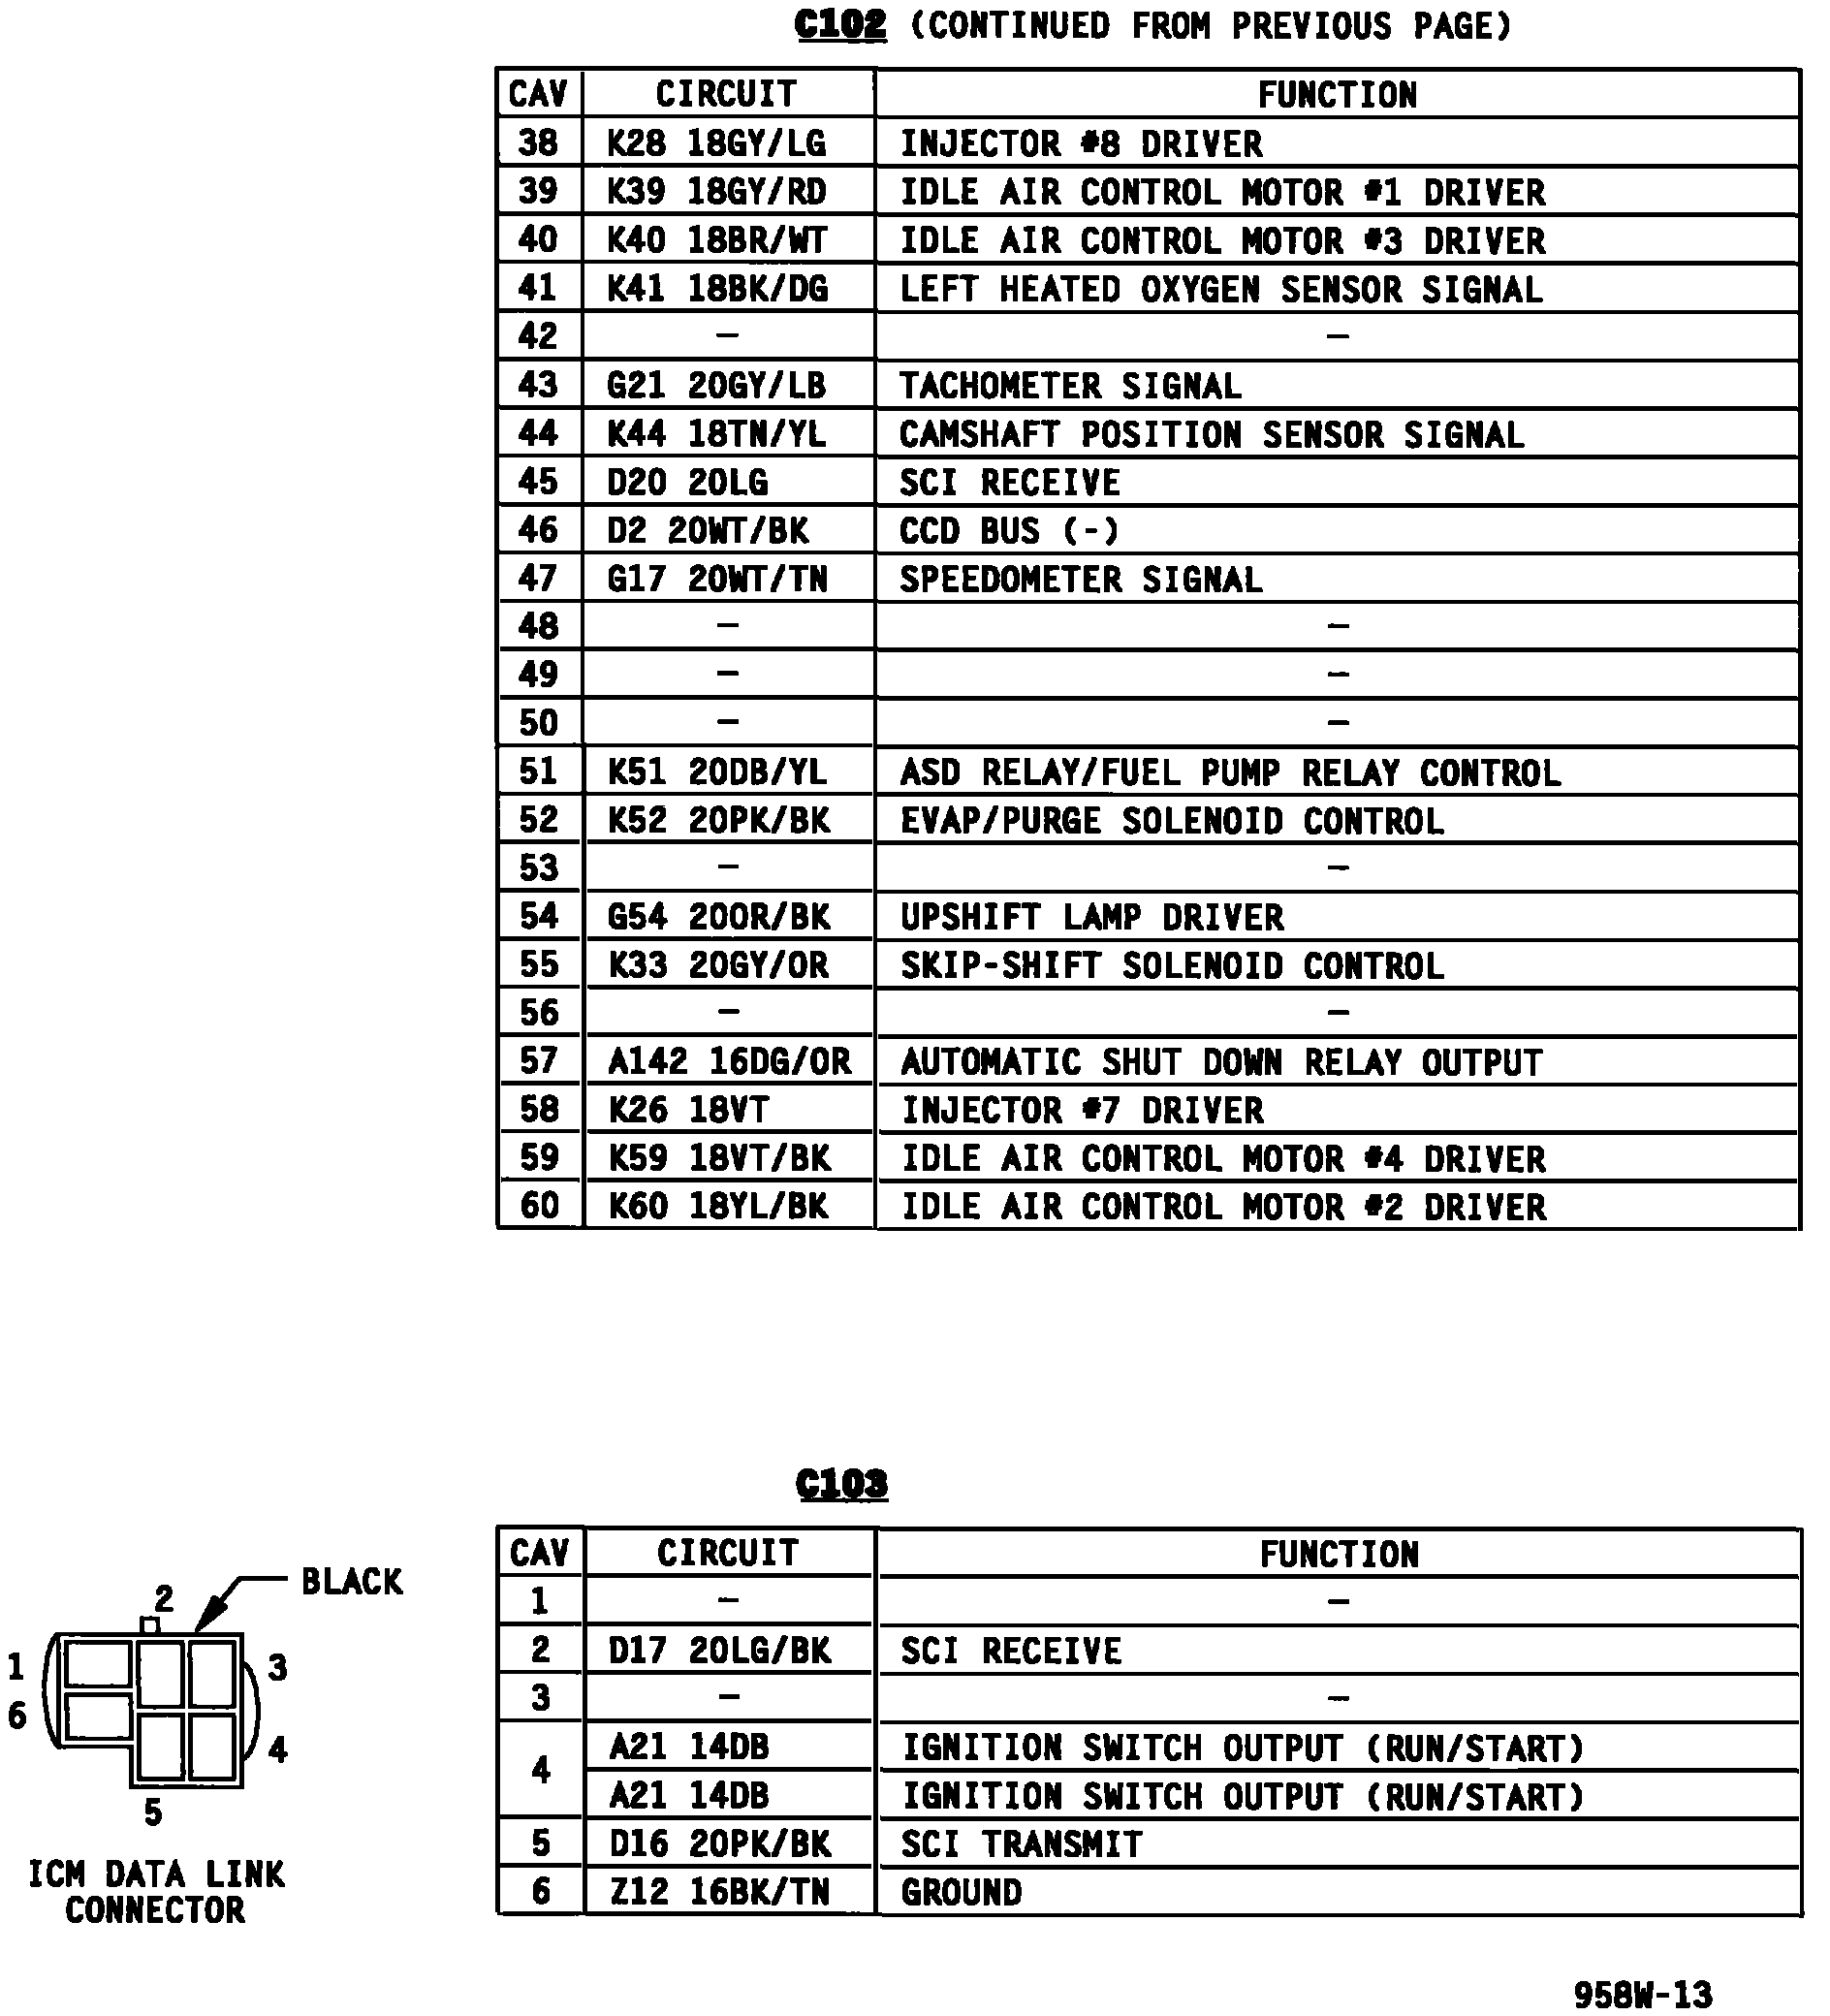 C102 (CONTINUED FROM PREVIOUS PAGE)
CAV CIRCUIT FUNCTION
38 K28 18GY/LG INJECTOR #8 DRIVER
39 K39 18GY/RD IDLE AIR CONTROL MOTOR #1 DRIVER
40 K40 18BR/WT IDLE AIR CONTROL MOTOR #3 DRIVER
41 K41 18BK/DG LEFT HEATED OXYGEN SENSOR SIGNAL
42 – –
43 G21 20GY/LB TACHOMETER SIGNAL
44 K44 18TN/YL CAMSHAFT POSITION SENSOR SIGNAL
45 D20 20LG SCI RECEIVE
46 D2 20WT/BK CCD BUS (-)
47 G17 20WT/TN SPEEDOMETER SIGNAL
48 – –
49 – –
50 – –
51 K51 20DB/YL ASD RELAY/FUEL PUMP RELAY CONTROL
52 K52 20PK/BK EVAP/PURGE SOLENOID CONTROL
53 – –
54 G54 20OR/BK UPSHIFT LAMP DRIVER
55 K33 20GY/OR SKIP-SHIFT SOLENOID CONTROL
56 – –
57 A142 16DG/OR AUTOMATIC SHUT DOWN RELAY OUTPUT
58 K26 18VT INJECTOR #7 DRIVER
59 K59 18VT/BK IDLE AIR CONTROL MOTOR #4 DRIVER
60 K60 18YL/BK IDLE AIR CONTROL MOTOR #2 DRIVER
C103
CAV CIRCUIT FUNCTION
1 – –
2 D17 20LG/BK SCI RECEIVE
3 – –
4 A21 14DB IGNITION SWITCH OUTPUT (RUN/START)
A21 14DB IGNITION SWITCH OUTPUT (RUN/START)
5 D16 20PK/BK SCI TRANSMIT
6 Z12 16BK/TN GROUND
BLACK
2
1
3
6
4
5
ICM DATA LINK
CONNECTOR
958W-13